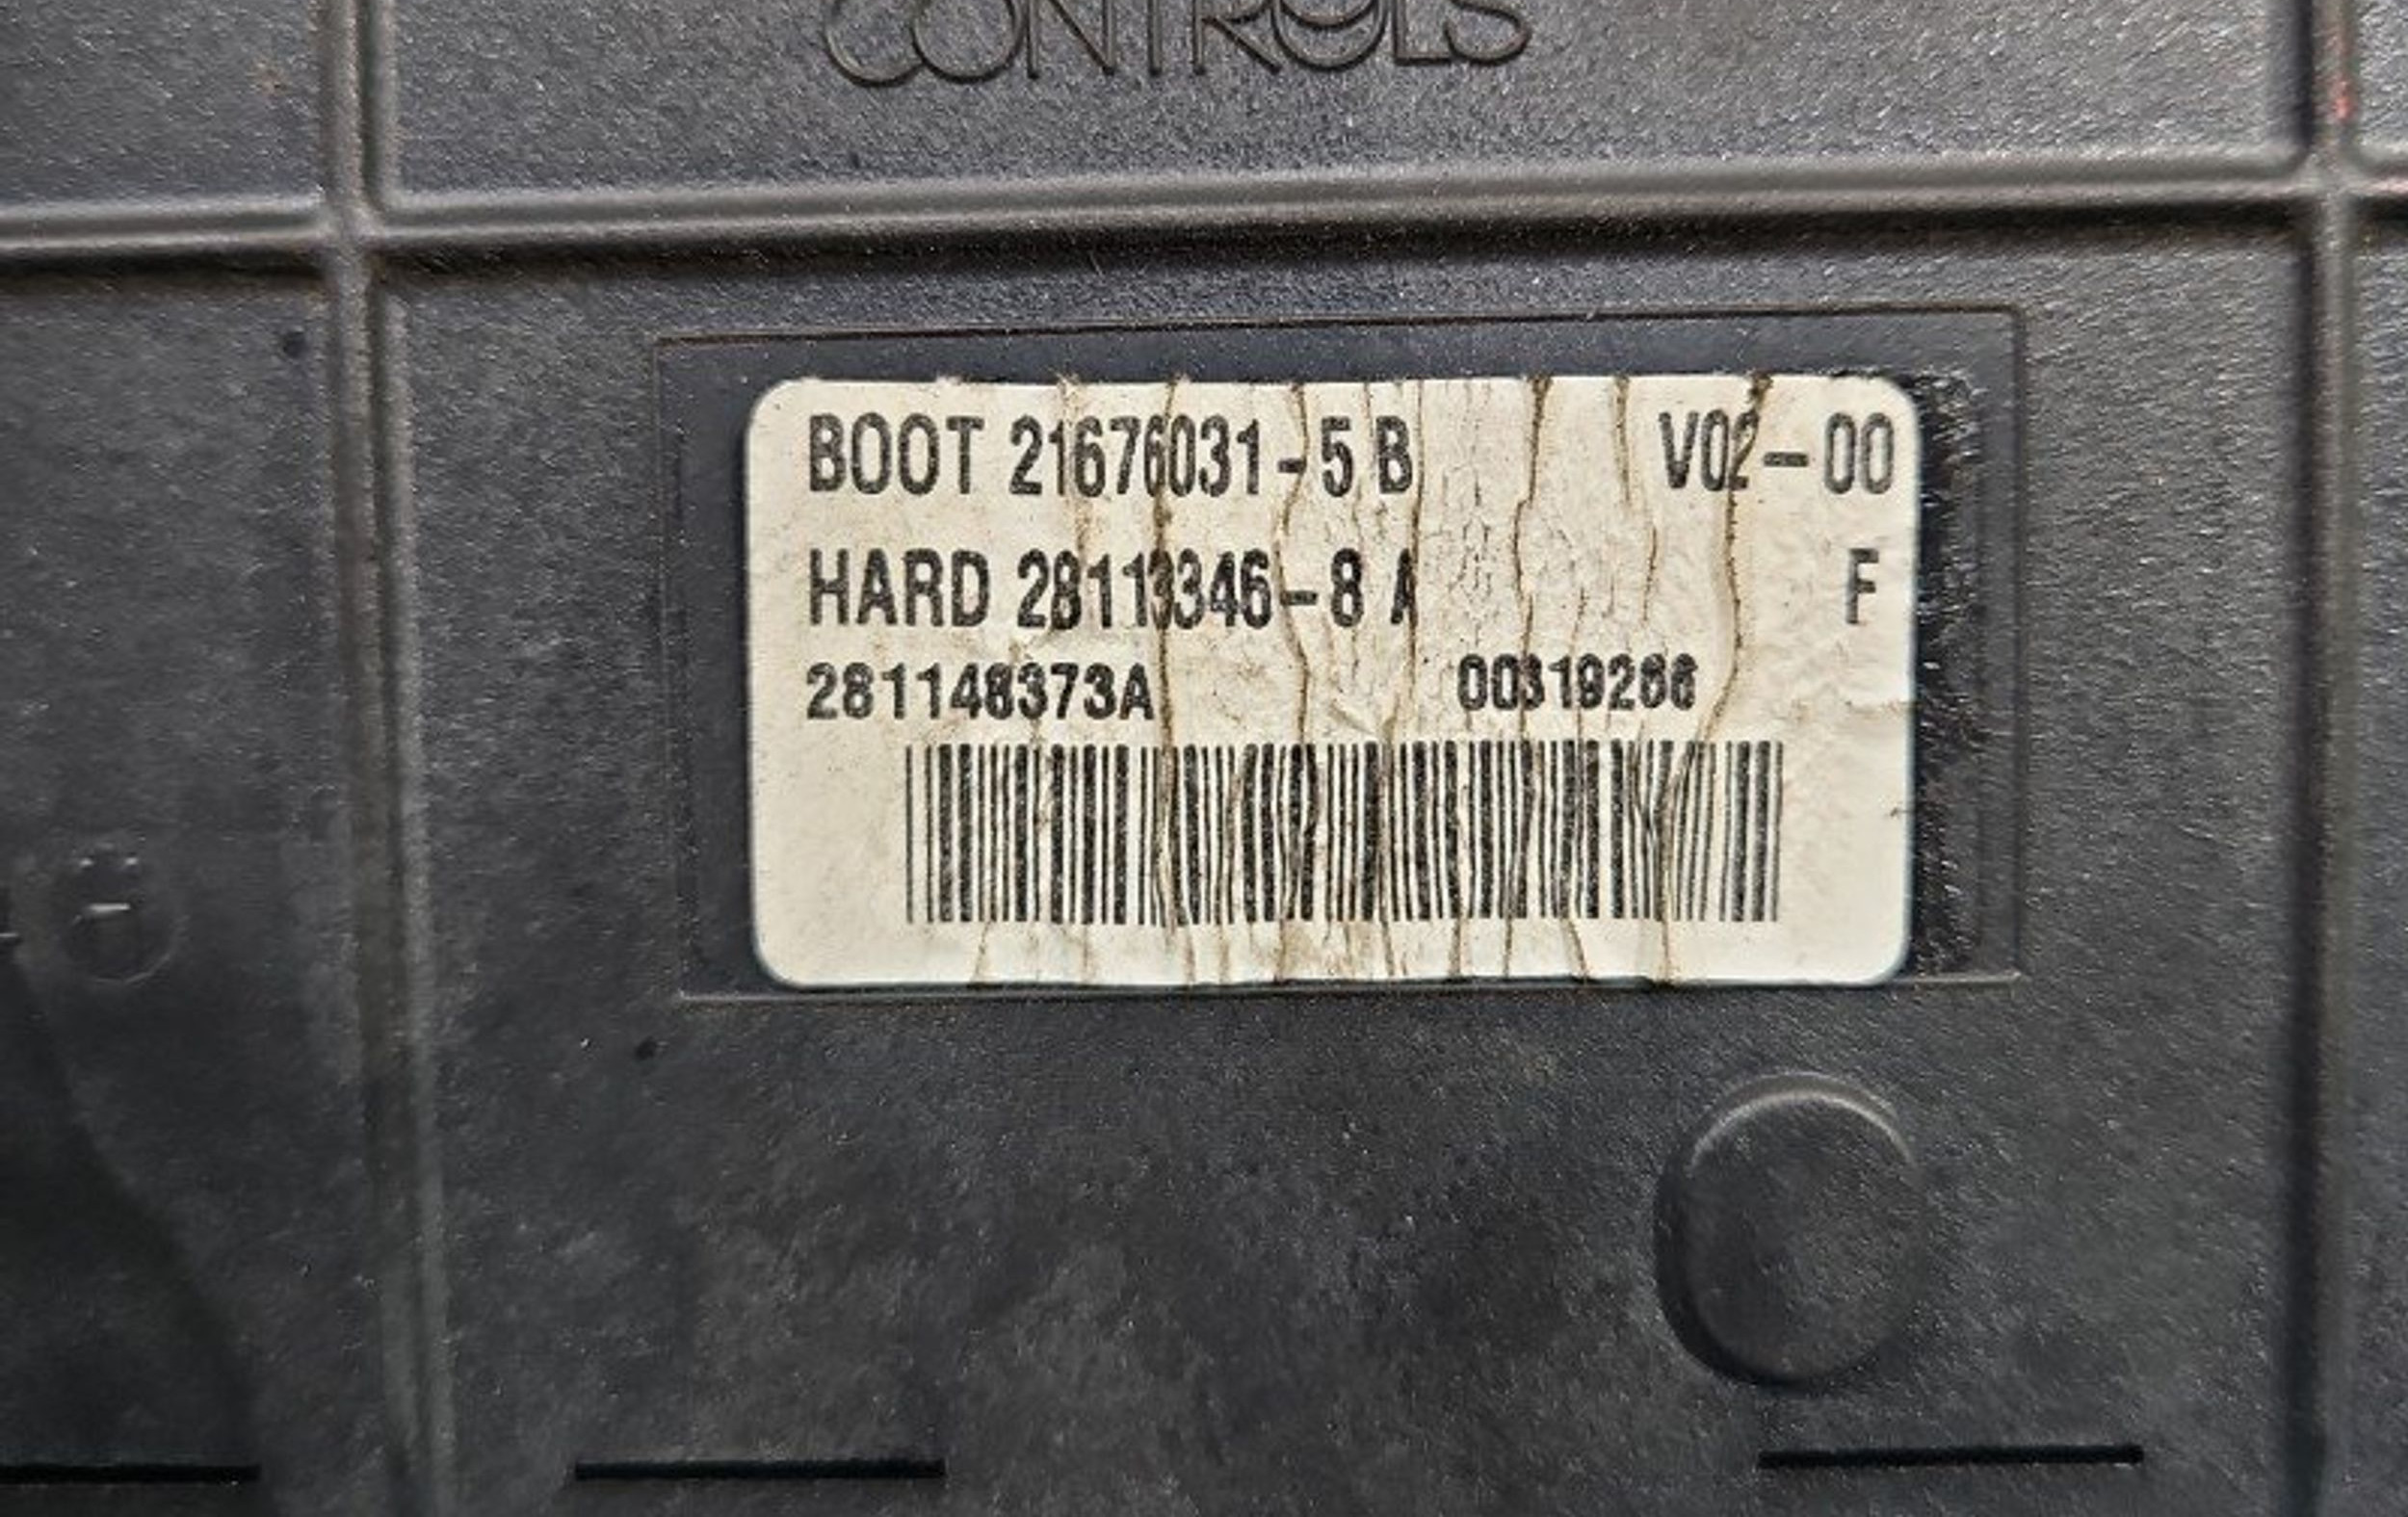 CONTROLS
BOOT 21676031-5 B V02-00
HARD 28113346-8 A F
281148373A 00319266